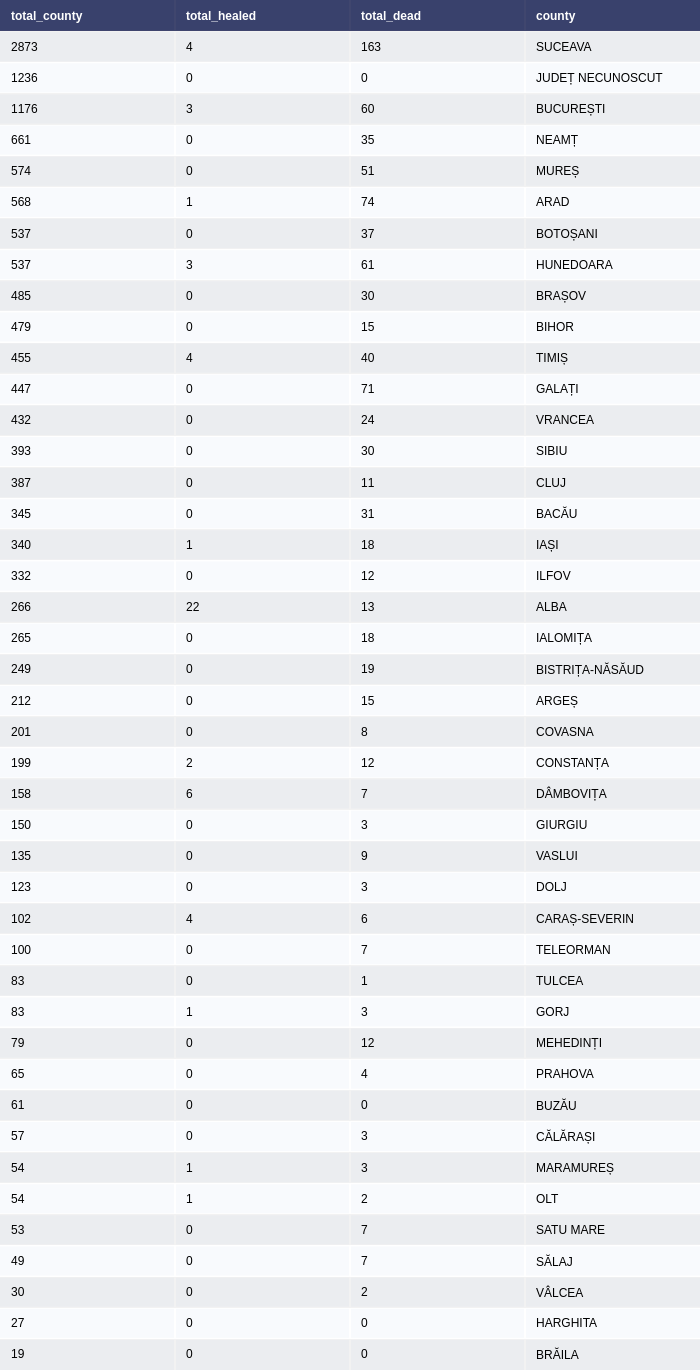 total_county total_healed total_dead county
2873 4 163 SUCEAVA
1236 0 0 JUDEȚ NECUNOSCUT
1176 3 60 BUCUREȘTI
661 0 35 NEAMȚ
574 0 51 MUREȘ
568 1 74 ARAD
537 0 37 BOTOȘANI
537 3 61 HUNEDOARA
485 0 30 BRAȘOV
479 0 15 BIHOR
455 4 40 TIMIȘ
447 0 71 GALAȚI
432 0 24 VRANCEA
393 0 30 SIBIU
387 0 11 CLUJ
345 0 31 BACĂU
340 1 18 IAȘI
332 0 12 ILFOV
266 22 13 ALBA
265 0 18 IALOMIȚA
249 0 19 BISTRIȚA-NĂSĂUD
212 0 15 ARGEȘ
201 0 8 COVASNA
199 2 12 CONSTANȚA
158 6 7 DÂMBOVIȚA
150 0 3 GIURGIU
135 0 9 VASLUI
123 0 3 DOLJ
102 4 6 CARAȘ-SEVERIN
100 0 7 TELEORMAN
83 0 1 TULCEA
83 1 3 GORJ
79 0 12 MEHEDINȚI
65 0 4 PRAHOVA
61 0 0 BUZĂU
57 0 3 CĂLĂRAȘI
54 1 3 MARAMUREȘ
54 1 2 OLT
53 0 7 SATU MARE
49 0 7 SĂLAJ
30 0 2 VÂLCEA
27 0 0 HARGHITA
19 0 0 BRĂILA